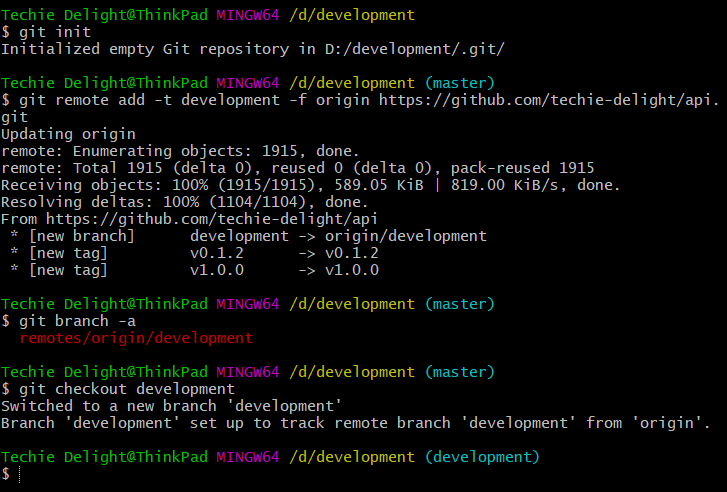 Techie Delight@ThinkPad MINGW64 /d/development
$ git init
Initialized empty Git repository in D:/development/.git/
Techie Delight@ThinkPad MINGW64 /d/development (master)
$ git remote add -t development -f origin https://github.com/techie-delight/api.
git
Updating origin
remote: Enumerating objects: 1915, done.
remote: Total 1915 (delta 0), reused 0 (delta 0), pack-reused 1915
Receiving objects: 100% (1915/1915), 589.05 KiB | 819.00 KiB/s, done.
Resolving deltas: 100% (1104/1104), done.
From https://github.com/techie-delight/api
 * [new branch]      development -> origin/development
 * [new tag]         v0.1.2      -> v0.1.2
 * [new tag]         v1.0.0      -> v1.0.0
Techie Delight@ThinkPad MINGW64 /d/development (master)
$ git branch -a
  remotes/origin/development
Techie Delight@ThinkPad MINGW64 /d/development (master)
$ git checkout development
Switched to a new branch 'development'
Branch 'development' set up to track remote branch 'development' from 'origin'.
Techie Delight@ThinkPad MINGW64 /d/development (development)
$